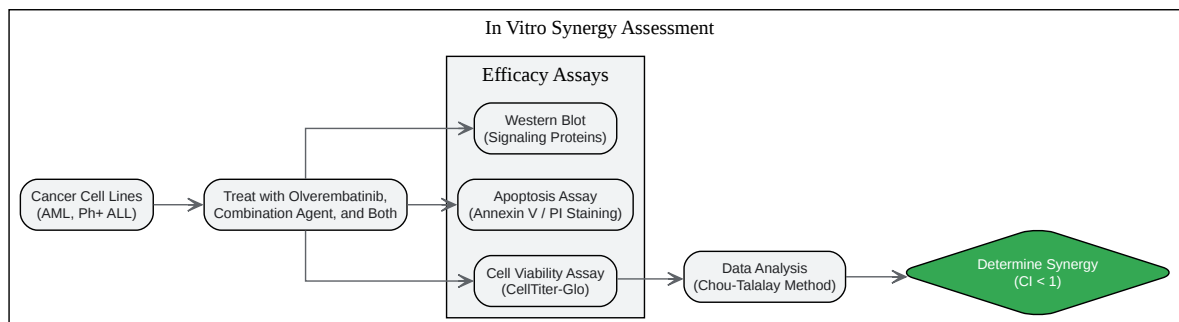 In Vitro Synergy Assessment
Efficacy Assays
Western Blot
(Signaling Proteins)
Cancer Cell Lines
(AML, Ph+ ALL)
Treat with Olverembatinib,
Combination Agent, and Both
Apoptosis Assay
(Annexin V / PI Staining)
Cell Viability Assay
(CellTiter-Glo)
Data Analysis
(Chou-Talalay Method)
Determine Synergy
(CI < 1)